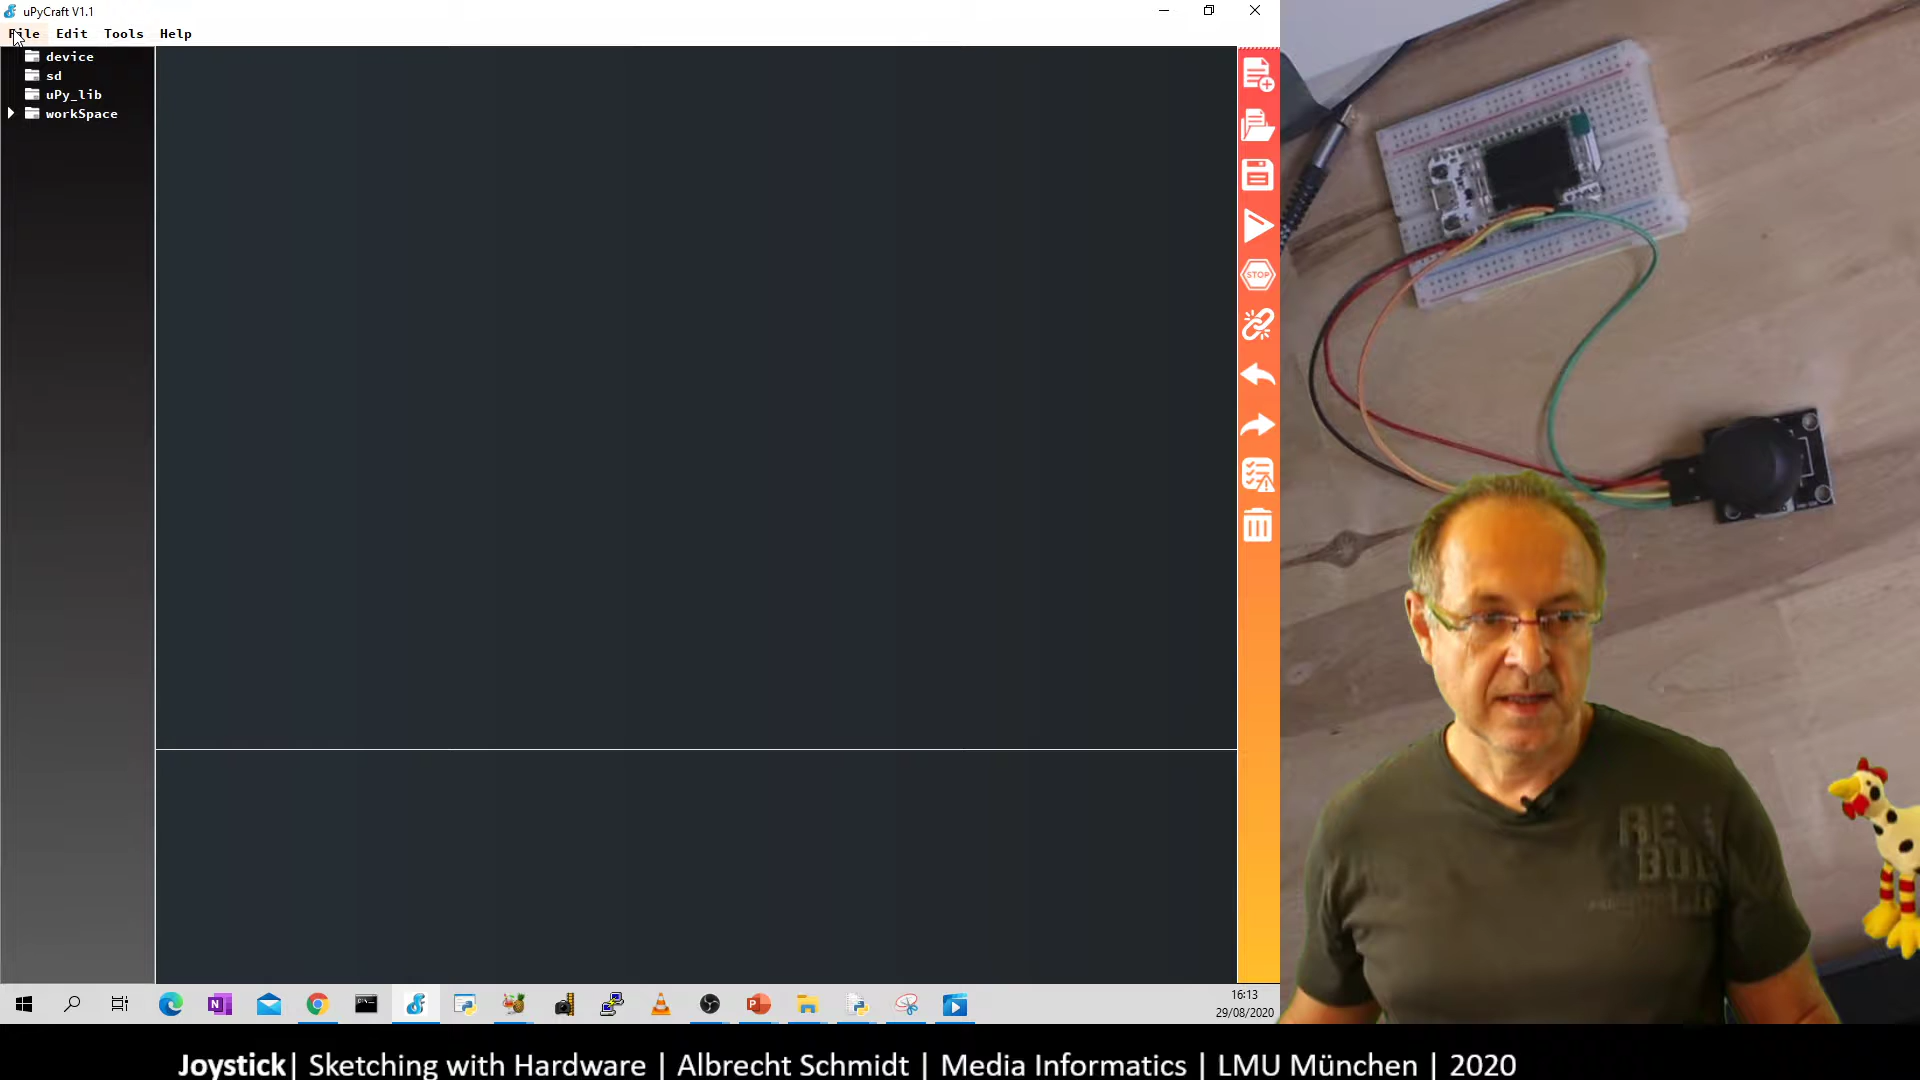 uPyCraft V1.1
File Edit Tools Help
device
sd
uPy_lib
workSpace
STOP
16:13
29/08/2020
Joystick| Sketching with Hardware | Albrecht Schmidt | Media Informatics | LMU München | 2020